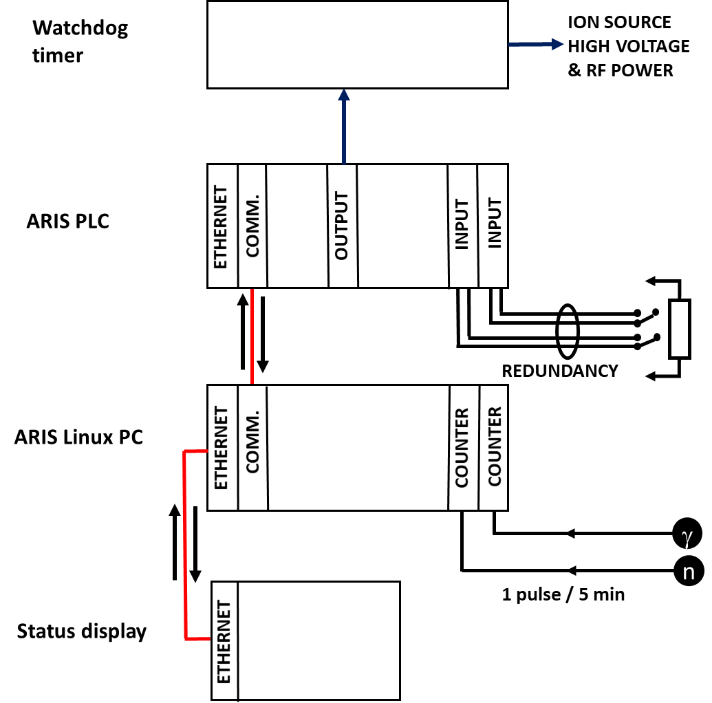 Watchdog
timer
ION SOURCE
HIGH VOLTAGE
& RF POWER
ARIS PLC
ETHERNET
COMM.
OUTPUT
INPUT
INPUT
REDUNDANCY
ARIS Linux PC
ETHERNET
COMM.
COUNTER
COUNTER
γ
n
1 pulse / 5 min
Status display
ETHERNET